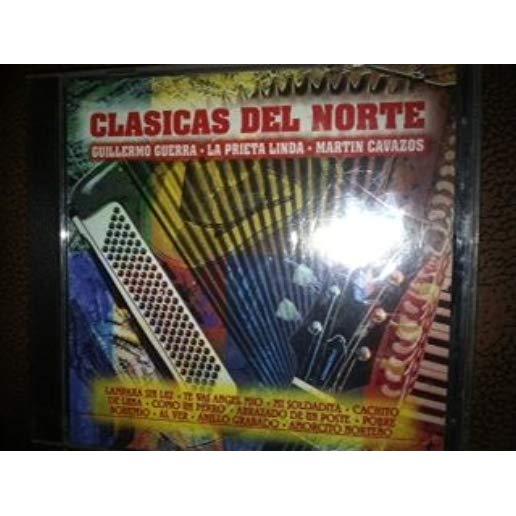 CLASICAS DEL NORTE
GUILLERMO GUERRA • LA PRIETA LINDA • MARTIN CAVAZOS
LAMPARA SIN LUZ • TE VAS ANGEL MIO • MI SOLDADITA • CACHITO
DE LUNA • COMO UN PERRO • ABRAZADO DE UN POSTE • POBRE
BOHEMIO • AL VER • ANILLO GRABADO • AMORCITO NORTEÑO